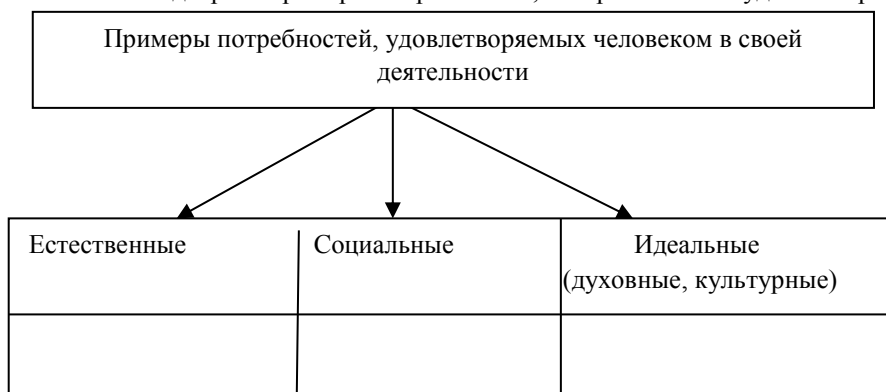 Примеры потребностей, удовлетворяемых человеком в своей
деятельности
Естественные
Социальные
Идеальные
(духовные, культурные)